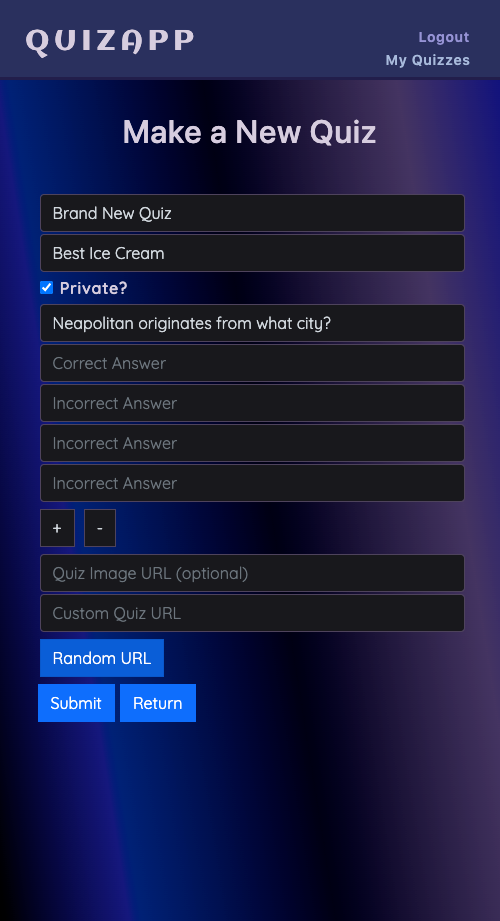 QUIZAPP
Logout
My Quizzes
Make a New Quiz
Brand New Quiz
Best Ice Cream
Private?
Neapolitan originates from what city?
Correct Answer
Incorrect Answer
Incorrect Answer
Incorrect Answer
+ -
Quiz Image URL (optional)
Custom Quiz URL
Random URL
Submit Return